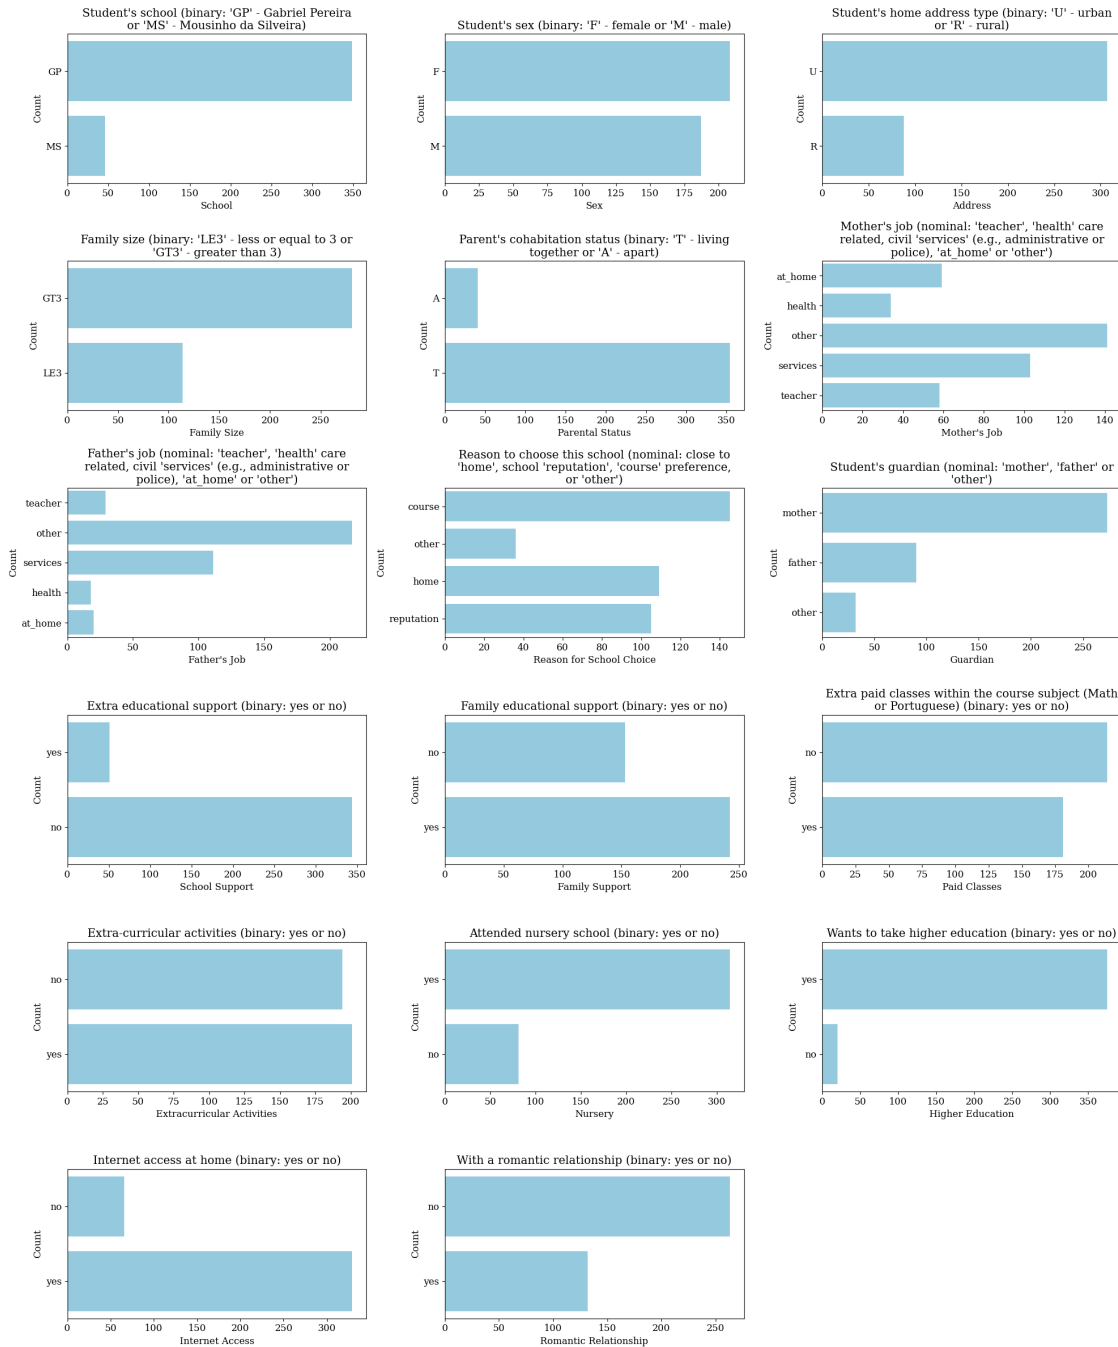 Student's school (binary: 'GP' - Gabriel Pereira
or 'MS' - Mousinho da Silveira)
GP
MS
Count
0 50 100 150 200 250 300 350
School
Student's sex (binary: 'F' - female or 'M' - male)
F
M
Count
0 25 50 75 100 125 150 175 200
Sex
Student's home address type (binary: 'U' - urban
or 'R' - rural)
U
R
Count
0 50 100 150 200 250 300
Address
Family size (binary: 'LE3' - less or equal to 3 or
'GT3' - greater than 3)
GT3
LE3
Count
0 50 100 150 200 250
Family Size
Parent's cohabitation status (binary: 'T' - living
together or 'A' - apart)
A
T
Count
0 50 100 150 200 250 300 350
Parental Status
Mother's job (nominal: 'teacher', 'health' care
related, civil 'services' (e.g., administrative or
police), 'at_home' or 'other')
at_home
health
other
services
teacher
Count
0 20 40 60 80 100 120 140
Mother's Job
Father's job (nominal: 'teacher', 'health' care
related, civil 'services' (e.g., administrative or
police), 'at_home' or 'other')
teacher
other
services
health
at_home
Count
0 50 100 150 200
Father's Job
Reason to choose this school (nominal: close to
'home', school 'reputation', 'course' preference,
or 'other')
course
other
home
reputation
Count
0 20 40 60 80 100 120 140
Reason for School Choice
Student's guardian (nominal: 'mother', 'father' or
'other')
mother
father
other
Count
0 50 100 150 200 250
Guardian
Extra educational support (binary: yes or no)
yes
no
Count
0 50 100 150 200 250 300 350
School Support
Family educational support (binary: yes or no)
no
yes
Count
0 50 100 150 200 250
Family Support
Extra paid classes within the course subject (Math
or Portuguese) (binary: yes or no)
no
yes
Count
0 25 50 75 100 125 150 175 200
Paid Classes
Extra-curricular activities (binary: yes or no)
no
yes
Count
0 25 50 75 100 125 150 175 200
Extracurricular Activities
Attended nursery school (binary: yes or no)
yes
no
Count
0 50 100 150 200 250 300
Nursery
Wants to take higher education (binary: yes or no)
yes
no
Count
0 50 100 150 200 250 300 350
Higher Education
Internet access at home (binary: yes or no)
no
yes
Count
0 50 100 150 200 250 300
Internet Access
With a romantic relationship (binary: yes or no)
no
yes
Count
0 50 100 150 200 250
Romantic Relationship